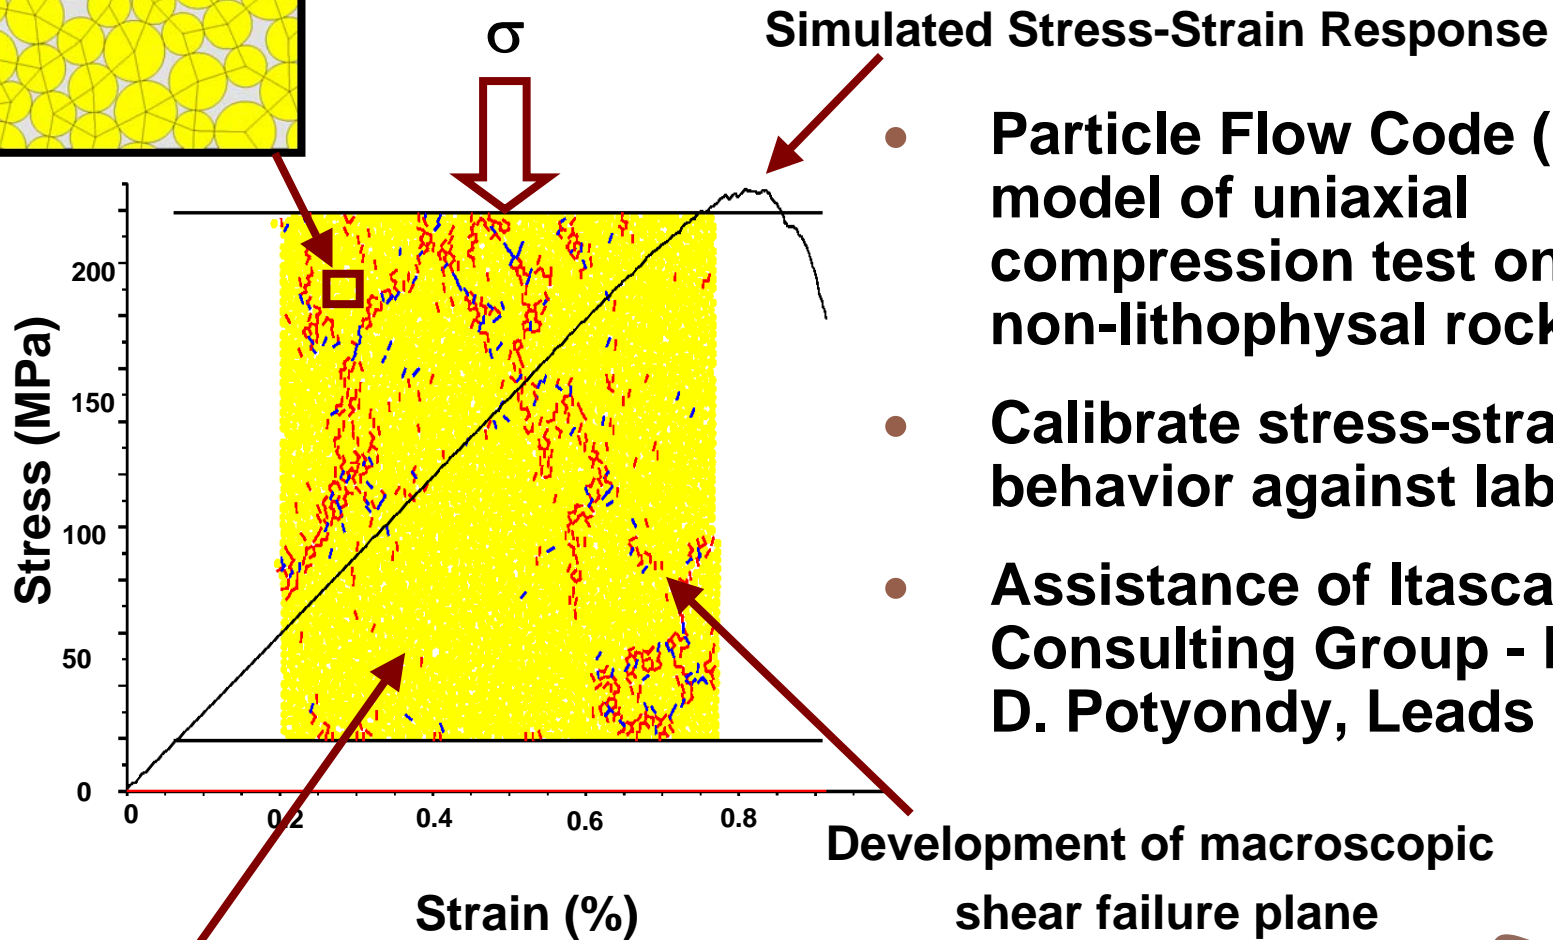 σ
Simulated Stress-Strain Response
Particle Flow Code (
model of uniaxial
compression test on
non-lithophysal rock
Calibrate stress-stra
behavior against lab
Assistance of Itasca
Consulting Group -
D. Potyondy, Leads
Stress (MPa)
200
150
100
50
0
0 0.2 0.4 0.6 0.8
Strain (%)
Development of macroscopic
shear failure plane